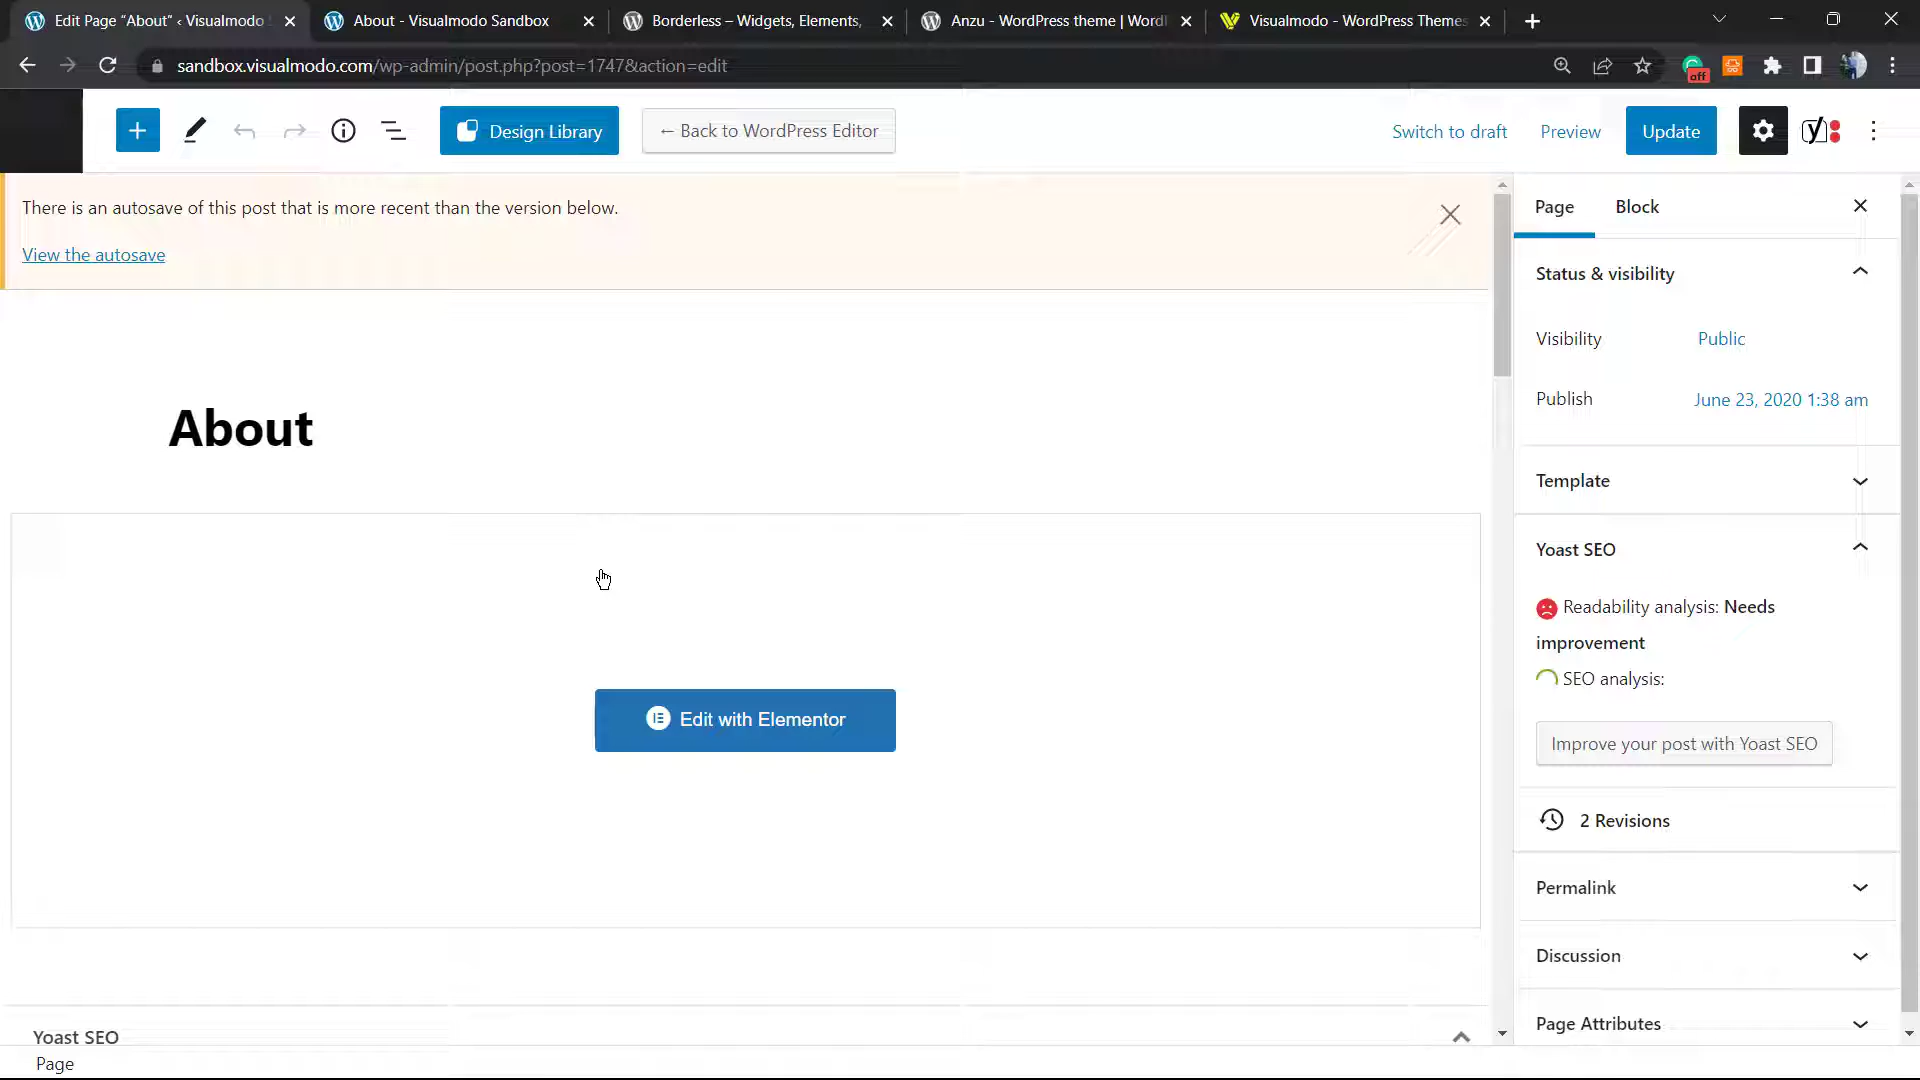 Edit Page “About” ‹ Visualmodo S
About - Visualmodo Sandbox
Borderless – Widgets, Elements,
Anzu - WordPress theme | Word
Visualmodo - WordPress Themes
sandbox.visualmodo.com/wp-admin/post.php?post=1747&action=edit
off
Design Library
← Back to WordPress Editor
Switch to draft
Preview
Update
There is an autosave of this post that is more recent than the version below.
View the autosave
Page
Block
Status & visibility
Visibility
Public
Publish
June 23, 2020 1:38 am
About
Template
Yoast SEO
Readability analysis: Needs
improvement
SEO analysis:
Edit with Elementor
Improve your post with Yoast SEO
2 Revisions
Permalink
Discussion
Page Attributes
Yoast SEO
Page